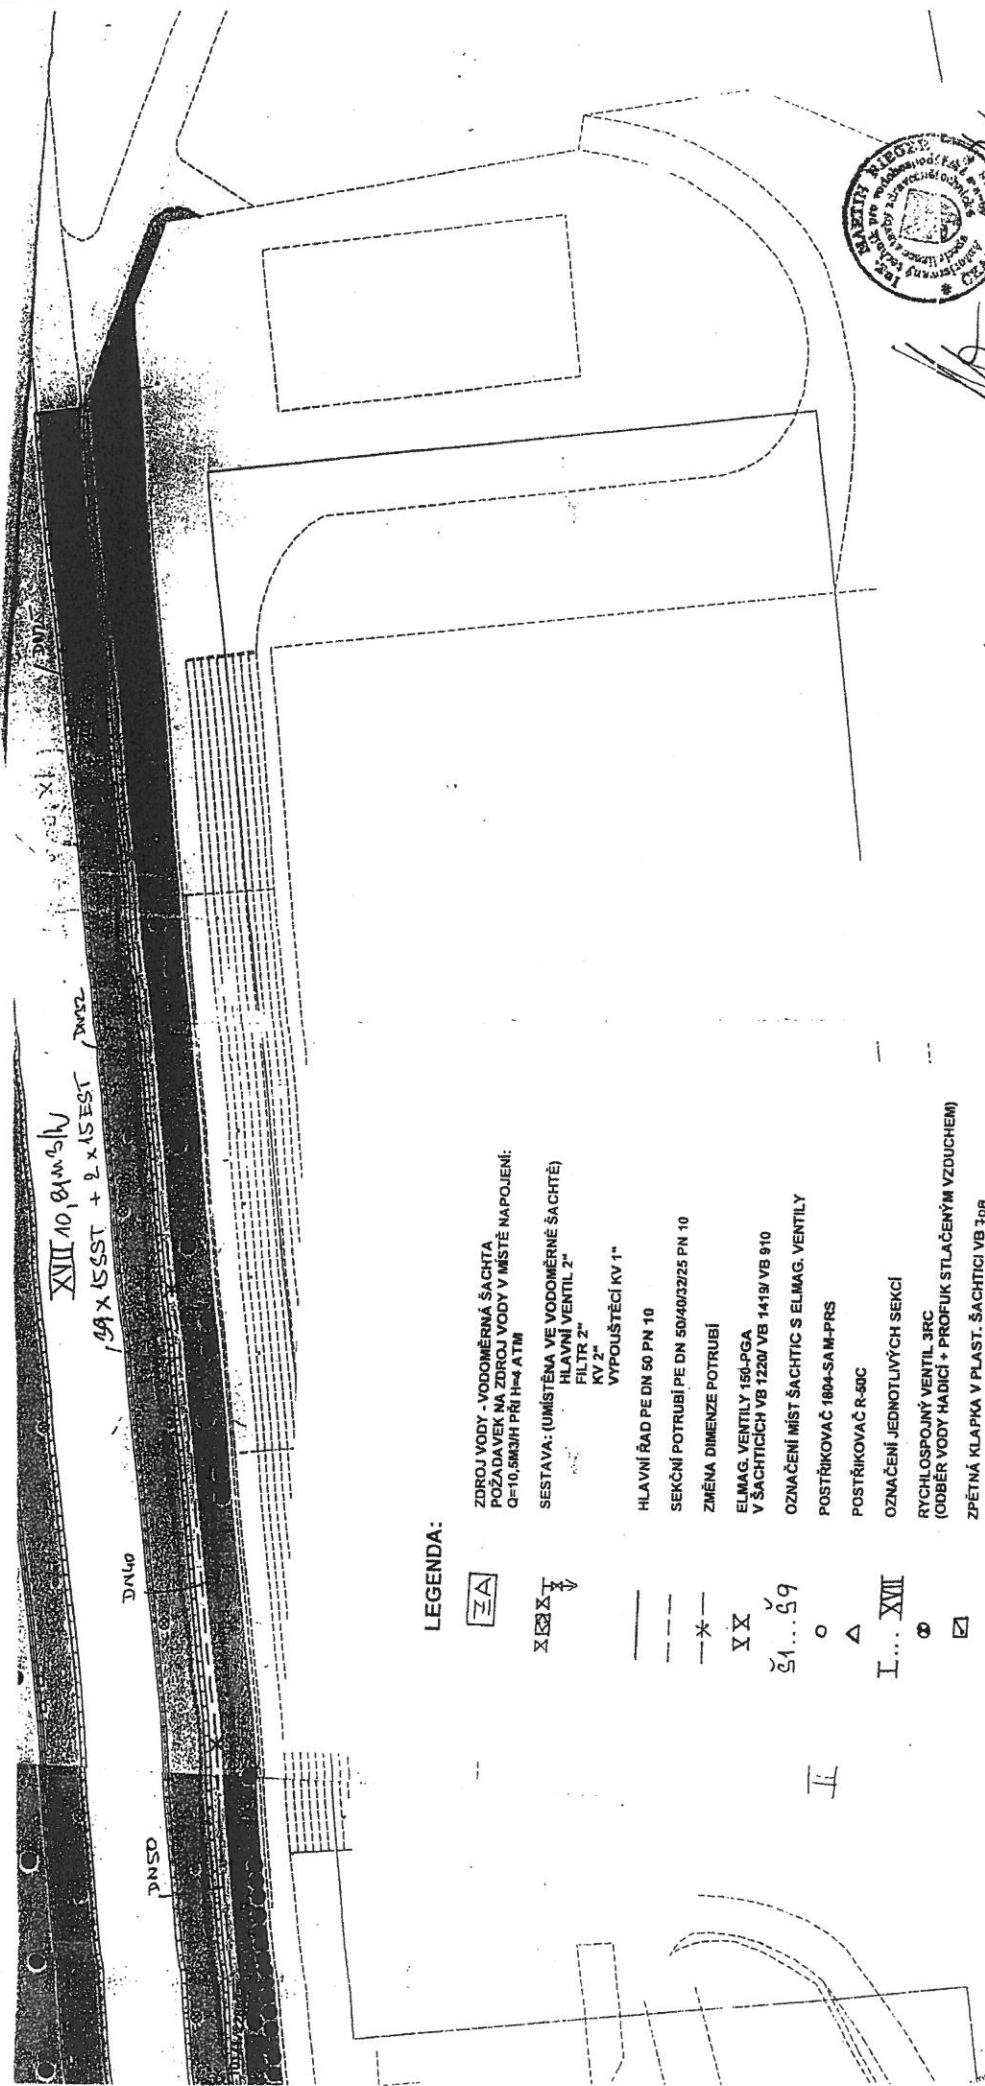 XVII 10,81m3/h
39 x 15SST + 2 x 15EST
DN32
DN32
DN40
DN50
LEGENDA:
ZDROJ VODY - VODOMĚRNÁ ŠACHTA
POŽADAVEK NA ZDROJ VODY V MÍSTĚ NAPOJENÍ:
Q=10,5M3/H PŘI H=4 ATM
SESTAVA: (UMÍSTĚNA VE VODOMĚRNÉ ŠACHTĚ)
HLAVNÍ VENTIL 2"
FILTR 2"
KV 2"
VYPOUŠTĚCÍ KV 1"
HLAVNÍ ŘAD PE DN 50 PN 10
SEKČNÍ POTRUBÍ PE DN 50/40/32/25 PN 10
ZMĚNA DIMENZE POTRUBÍ
ELMAG. VENTILY 150-PGA
V ŠACHTICÍCH VB 1220/ VB 1419/ VB 910
Š1...Š9 OZNAČENÍ MÍST ŠACHTIC S ELMAG. VENTILY
POSTŘIKOVAČ 1804-SAM-PRS
POSTŘIKOVAČ R-50C
I... XVII OZNAČENÍ JEDNOTLIVÝCH SEKCÍ
RYCHLOSPOJNÝ VENTIL 3RC
(ODBĚR VODY HADICÍ + PROFUK STLAČENÝM VZDUCHEM)
ZPĚTNÁ KLAPKA V PLAST. ŠACHTICI VB 708
II